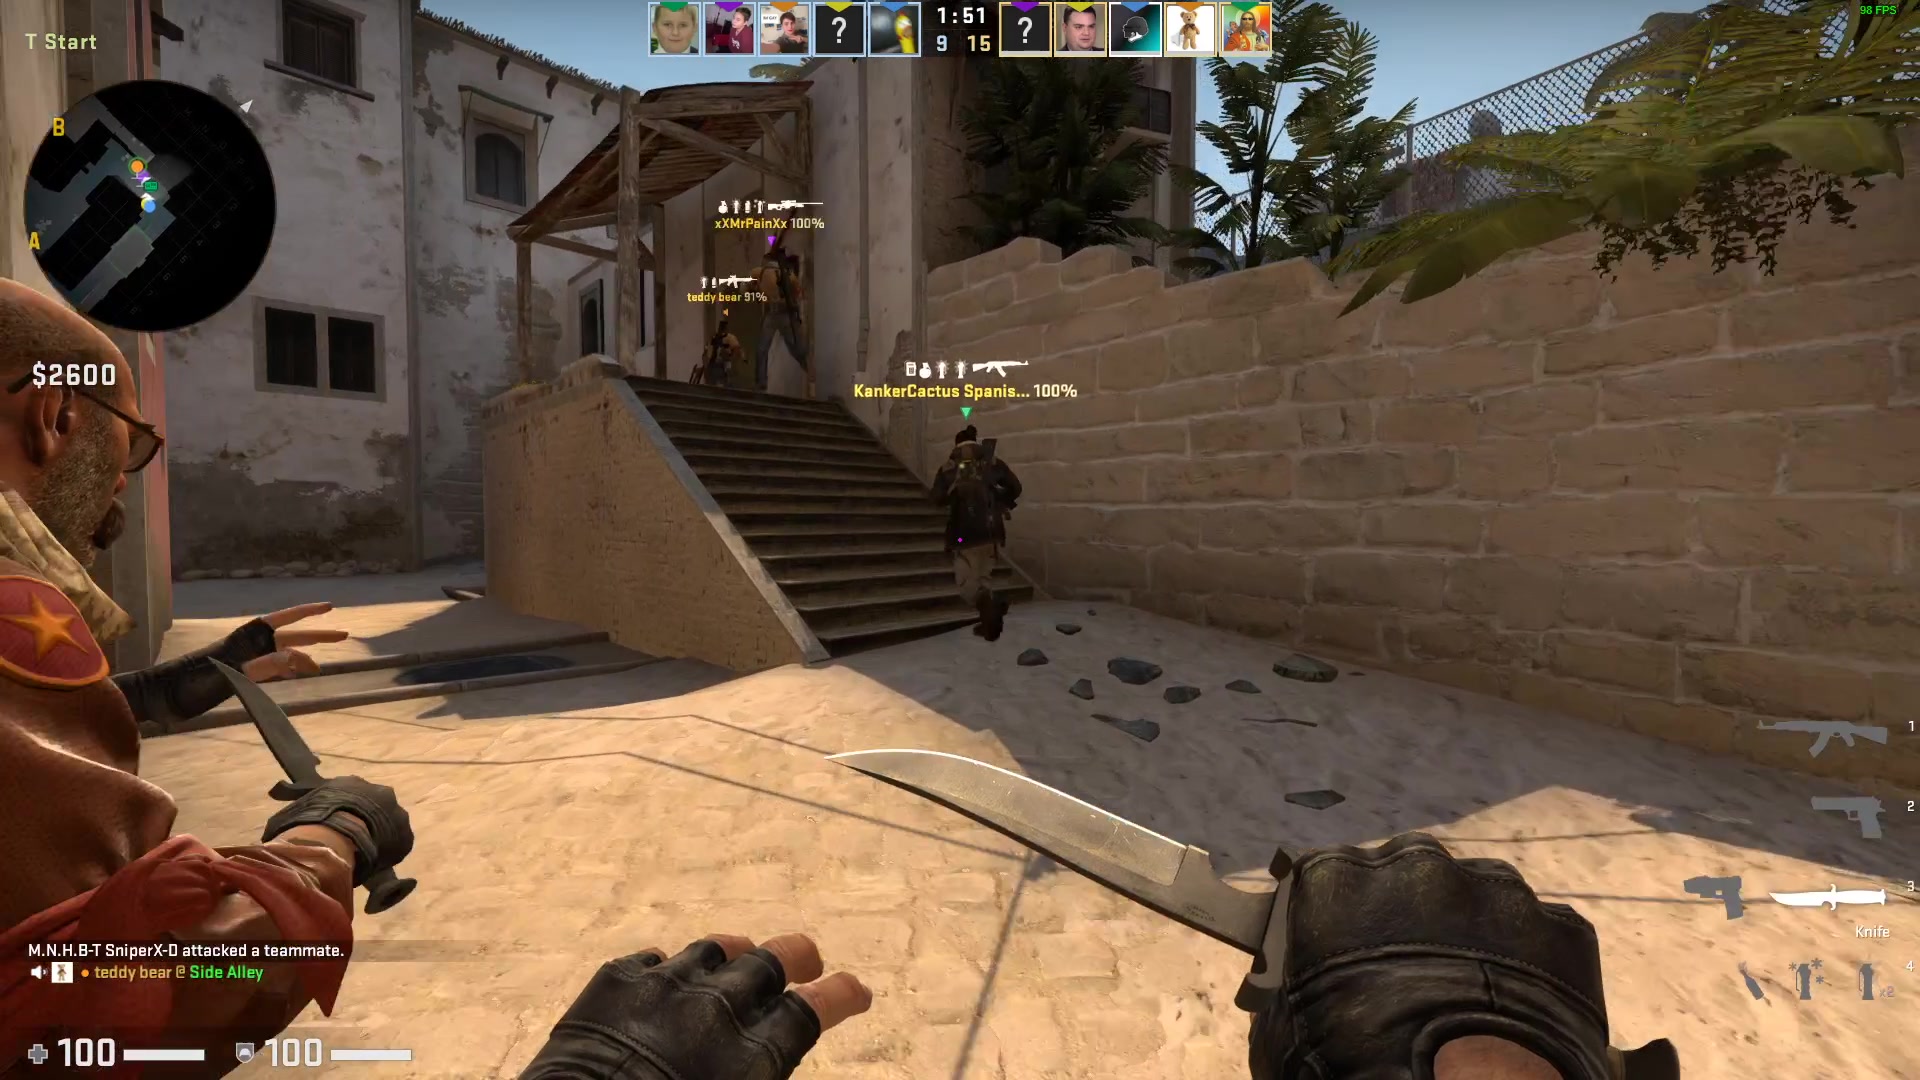 98 FPS
T Start
1:51
9 15
? ?
B
A
xXMrPainXx 100%
teddy bear 91%
KankerCactus Spanis... 100%
$2600
1
2
3
Knife
4
x2
M.N.H.B-T SniperX-D attacked a teammate.
teddy bear @ Side Alley
100 100